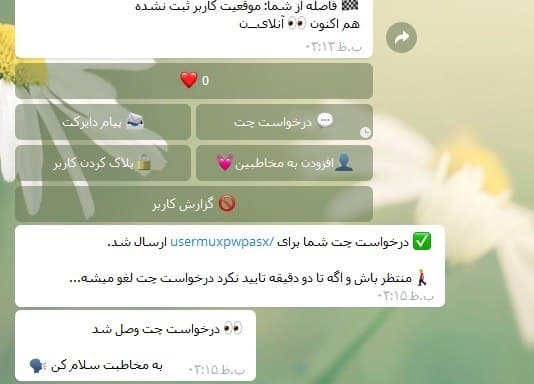 🏁 فاصله از شما: موقعیت کاربر ثبت نشده
هم اکنون 👀 آنلایــن
۰۳:۱۳ ب.ظ
❤️ 0
💬 درخواست چت
📨 پیام دایرکت
👤افزودن به مخاطبین💗
🔒بلاک کردن کاربر
🚫 گزارش کاربر
✅ درخواست چت شما برای /usermuxpwpasx ارسال شد.
🚶منتظر باش و اگه تا دو دقیقه تایید نکرد درخواست چت لغو میشه...
۰۳:۱۵ ب.ظ
👀 درخواست چت وصل شد
به مخاطبت سلام کن 🗣
۰۳:۱۵ ب.ظ